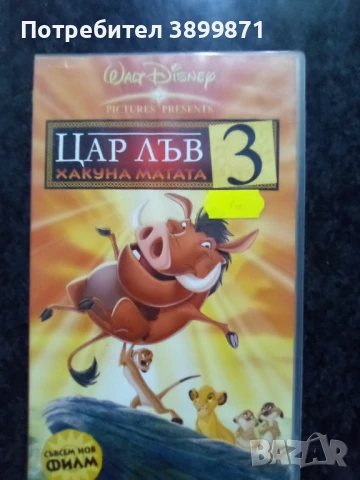 Потребител 3899871
WALT DISNEY
PICTURES PRESENTS
ЦАР ЛЪВ 3
ХАКУНА МАТАТА
СЪВСЕМ НОВ
ФИЛМ
BAZAR